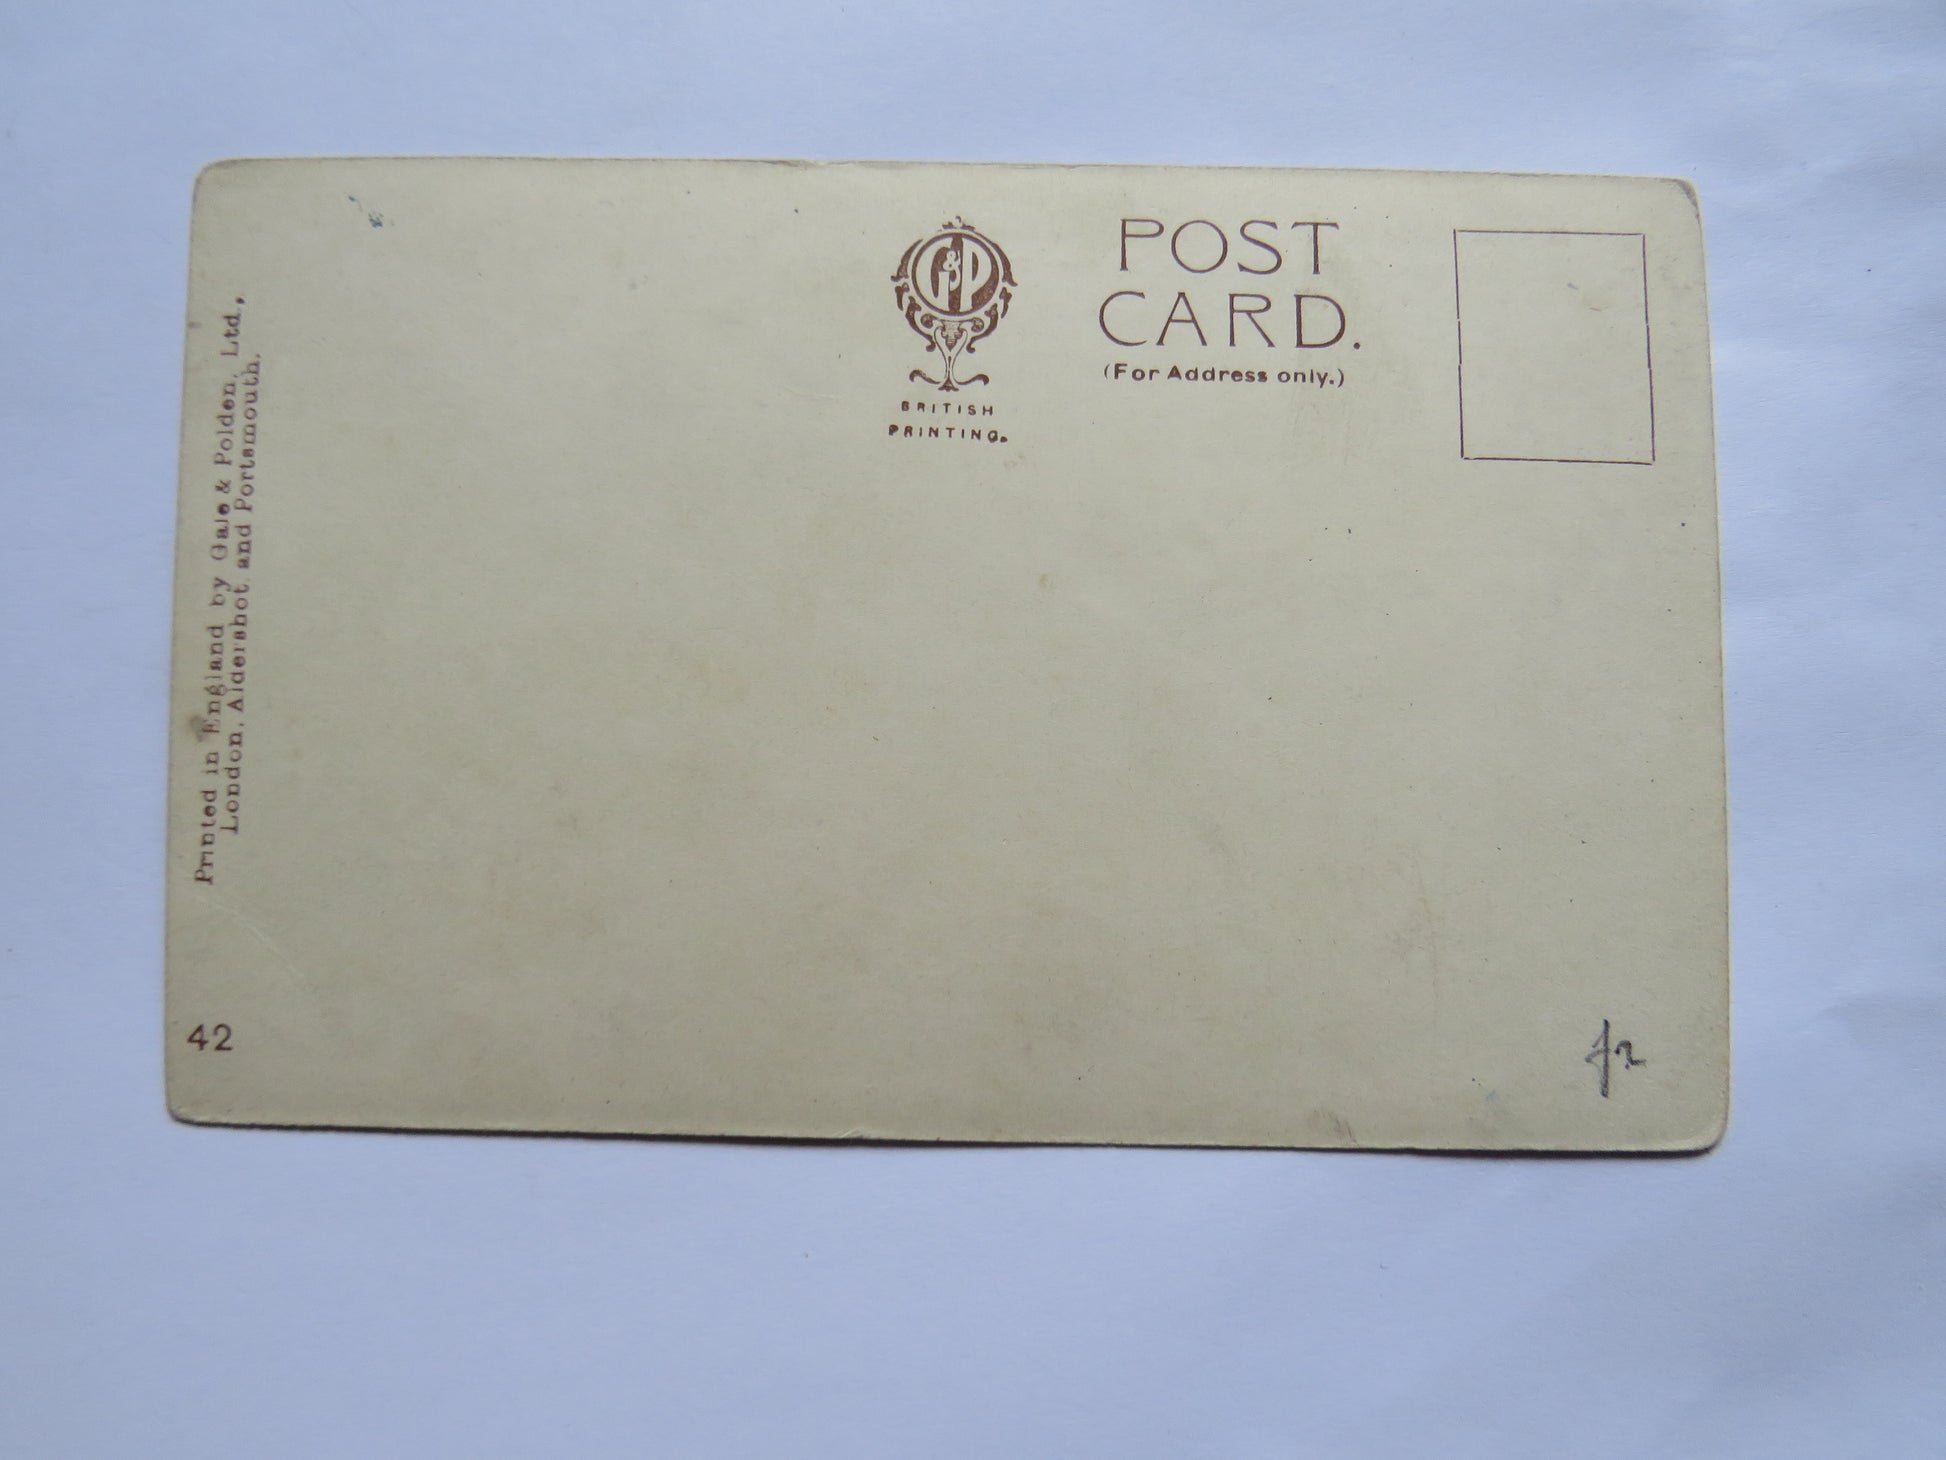 G&P
BRITISH
PRINTING.
POST
CARD.
(For Address only.)
Printed in England by Gale & Polden, Ltd.,
London, Aldershot, and Portsmouth.
42